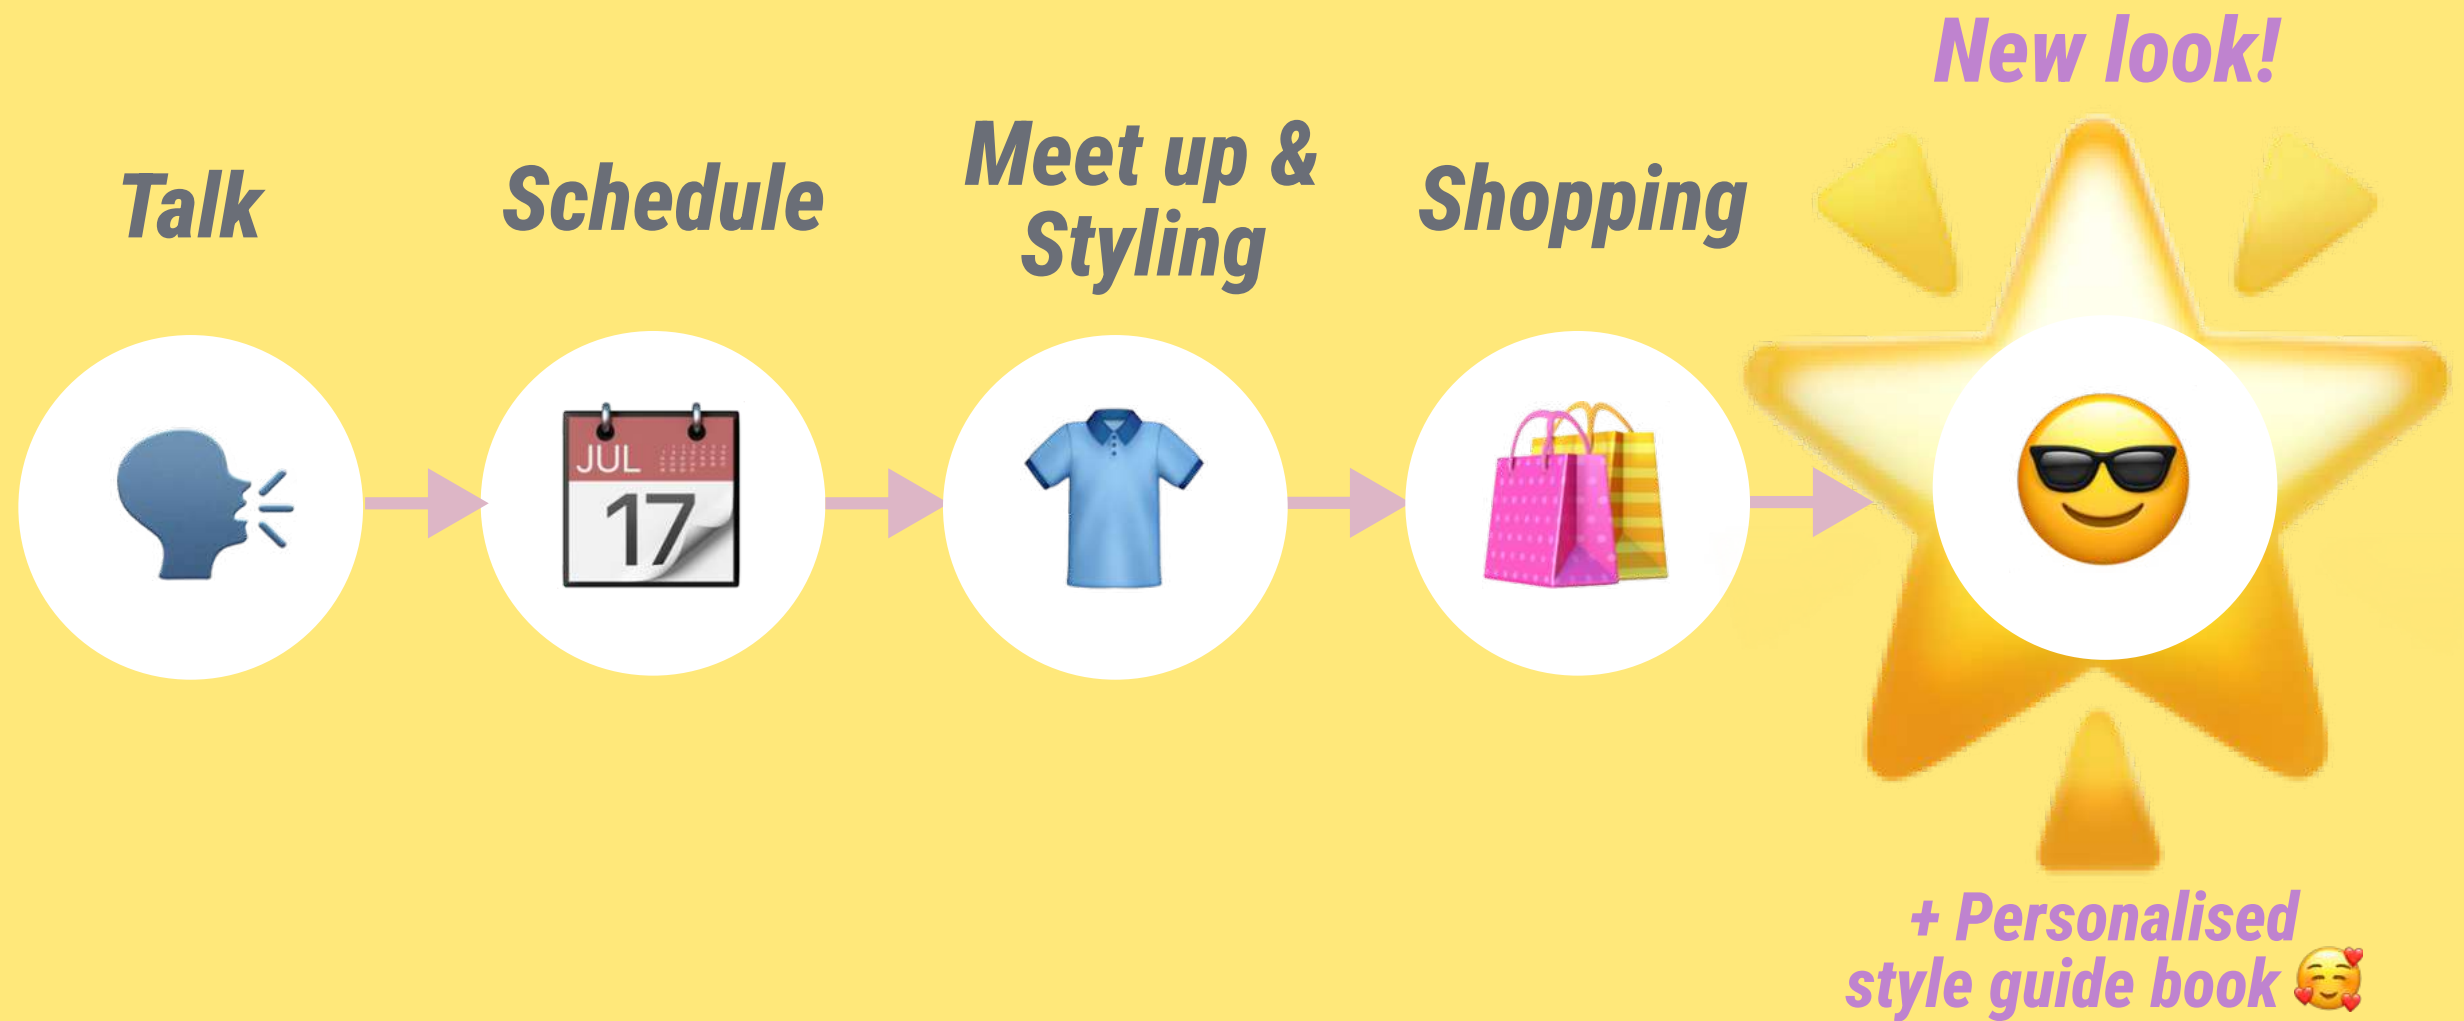 Talk
Schedule
Meet up &
Styling
Shopping
New look!
JUL
17
+ Personalised
style guide book